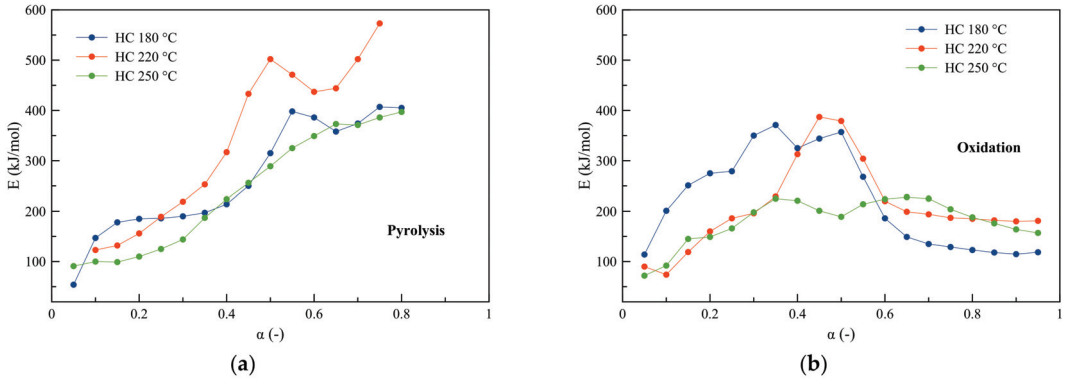 600
500
400
300
200
100
E (kJ/mol)
HC 180 °C
HC 220 °C
HC 250 °C
Pyrolysis
0 0.2 0.4 0.6 0.8 1
α (-)
(a)
600
500
400
300
200
100
E (kJ/mol)
HC 180 °C
HC 220 °C
HC 250 °C
Oxidation
0 0.2 0.4 0.6 0.8 1
α (-)
(b)